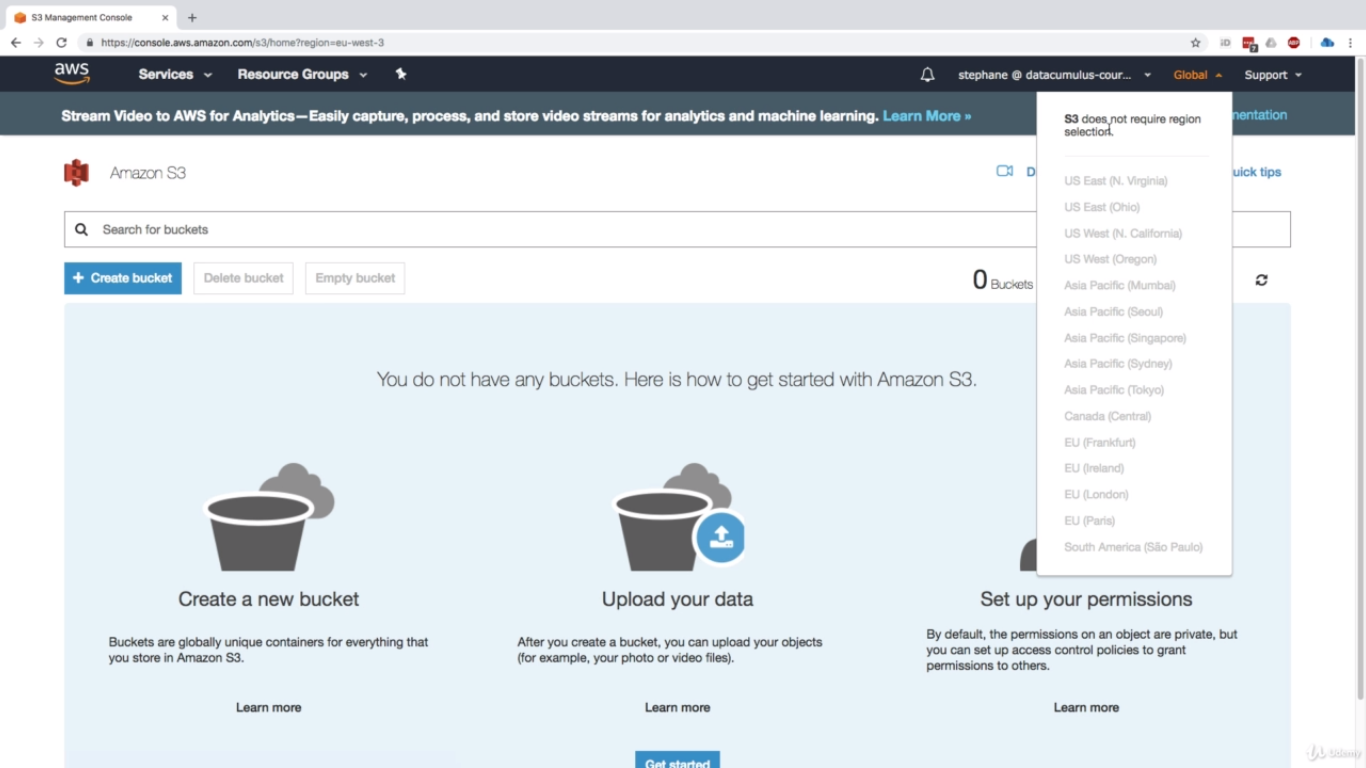 S3 Management Console
https://console.aws.amazon.com/s3/home?region=eu-west-3
aws
Services
Resource Groups
stephane @ datacumulus-cour...
Global
Support
Stream Video to AWS for Analytics—Easily capture, process, and store video streams for analytics and machine learning. Learn More »
mentation
S3 does not require region
selection.
Amazon S3
D
uick tips
Search for buckets
Create bucket
Delete bucket
Empty bucket
0 Buckets
US East (N. Virginia)
US East (Ohio)
US West (N. California)
US West (Oregon)
Asia Pacific (Mumbai)
Asia Pacific (Seoul)
Asia Pacific (Singapore)
Asia Pacific (Sydney)
Asia Pacific (Tokyo)
Canada (Central)
EU (Frankfurt)
EU (Ireland)
EU (London)
EU (Paris)
South America (São Paulo)
You do not have any buckets. Here is how to get started with Amazon S3.
Create a new bucket
Buckets are globally unique containers for everything that
you store in Amazon S3.
Learn more
Upload your data
After you create a bucket, you can upload your objects
(for example, your photo or video files).
Learn more
Set up your permissions
By default, the permissions on an object are private, but
you can set up access control policies to grant
permissions to others.
Learn more
Get started
Udemy